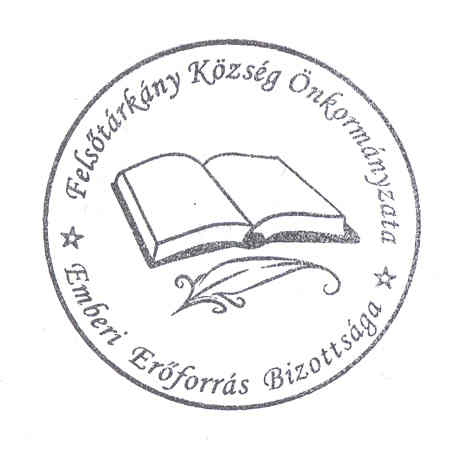 Felsőtárkány Község Önkormányzata
Emberi Erőforrás Bizottsága